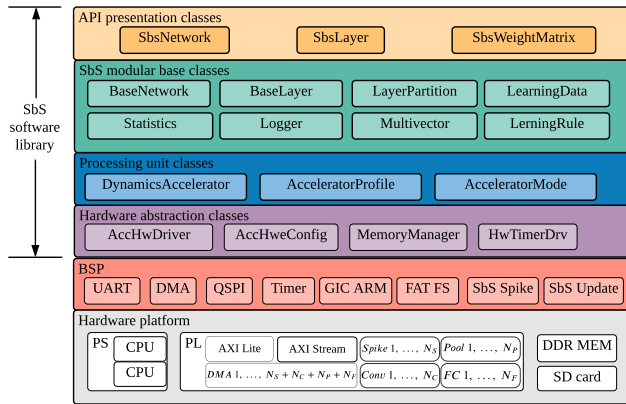 API presentation classes
SbsNetwork SbsLayer SbsWeightMatrix
SbS modular base classes
BaseNetwork BaseLayer LayerPartition LearningData
Statistics Logger Multivector LerningRule
SbS
software
library
Processing unit classes
DynamicsAccelerator AcceleratorProfile AcceleratorMode
Hardware abstraction classes
AccHwDriver AccHweConfig MemoryManager HwTimerDrv
BSP
UART DMA QSPI Timer GIC ARM FAT FS SbS Spike SbS Update
Hardware platform
PS CPU PL AXI Lite AXI Stream Spike 1, …, N_S Pool 1, …, N_P DDR MEM
CPU DMA 1, …, N_S + N_C + N_P + N_F Conv 1, …, N_C FC 1, …, N_F SD card